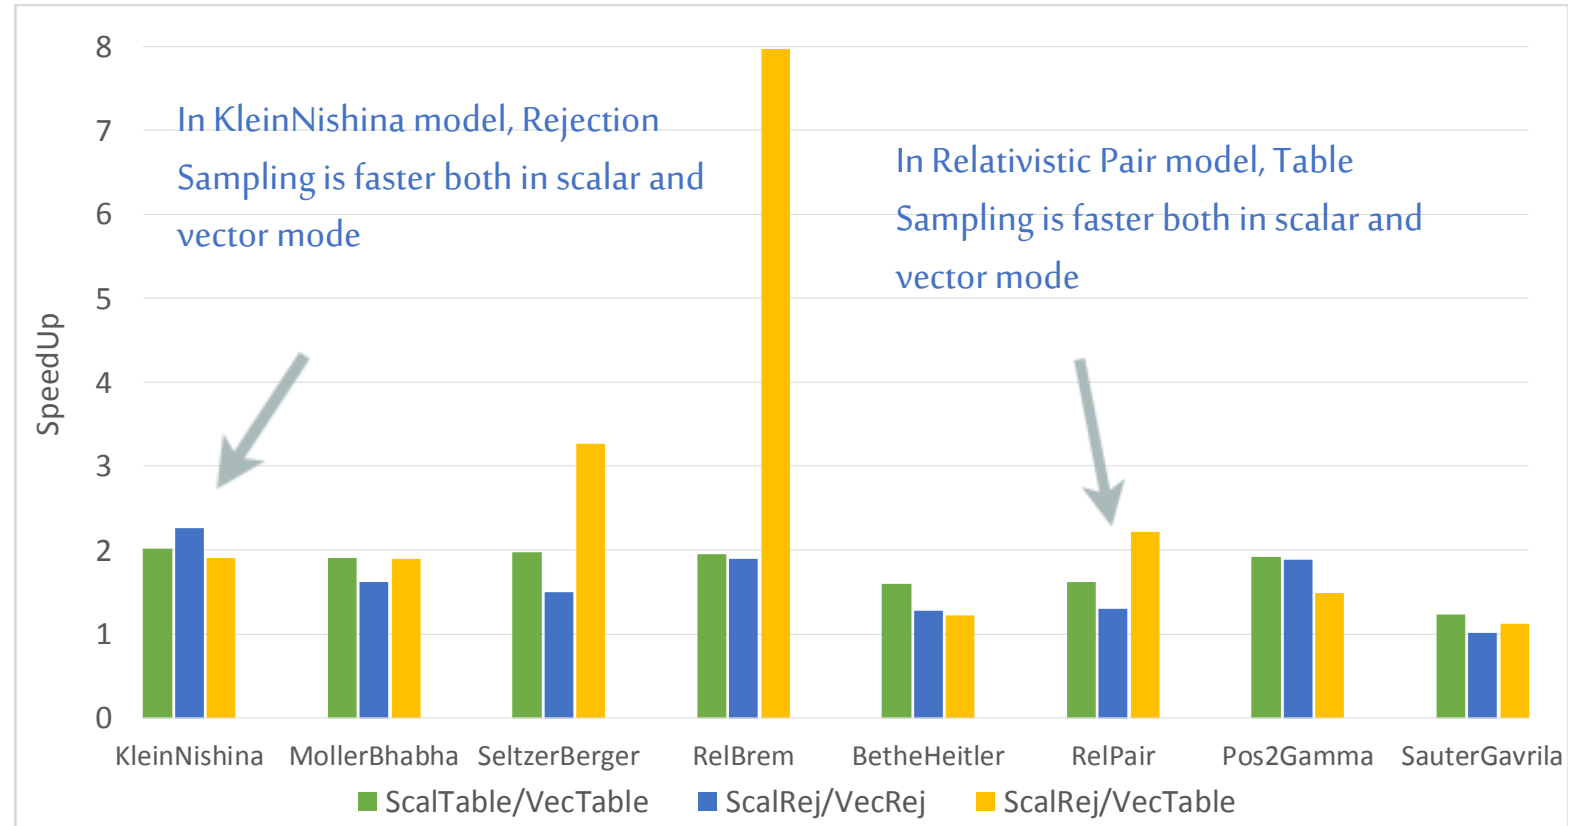 8
7
6
5
4
3
2
1
0
SpeedUp
In KleinNishina model, Rejection
Sampling is faster both in scalar and
vector mode
In Relativistic Pair model, Table
Sampling is faster both in scalar and
vector mode
KleinNishina MollerBhabha SeltzerBerger RelBrem BetheHeitler RelPair Pos2Gamma SauterGavrila
ScalTable/VecTable ScalRej/VecRej ScalRej/VecTable